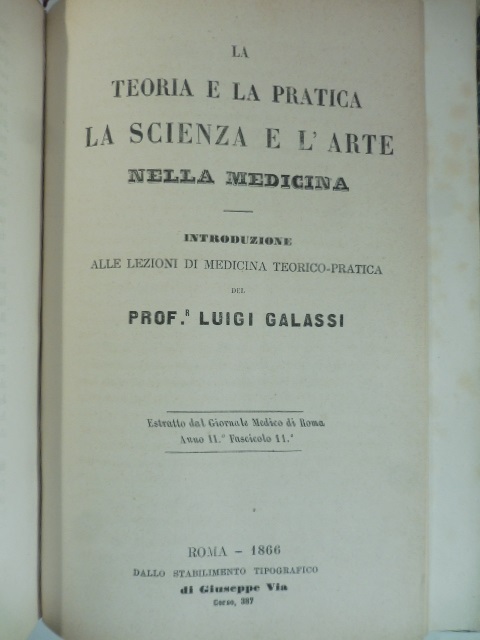 LA
TEORIA E LA PRATICA
LA SCIENZA E L'ARTE
NELLA MEDICINA
INTRODUZIONE
ALLE LEZIONI DI MEDICINA TEORICO-PRATICA
DEL
PROF.R LUIGI GALASSI
Estratto dal Giornale Medico di Roma
Anno II.° Fascicolo 11.°
ROMA — 1866
DALLO STABILIMENTO TIPOGRAFICO
di Giuseppe Via
Corso, 387